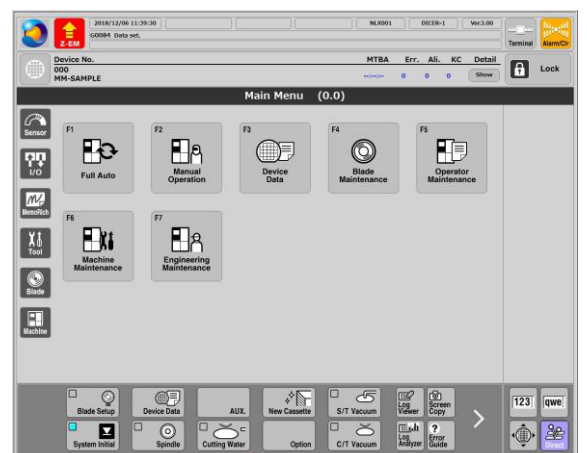 2018/12/06 11:39:30
NLX001
DICER-1
Ver.3.00
G0084 Data set.
Z-EM
Terminal
Alarm/Clr
Device No.
MTBA Err. Ali. KC Detail
000
--:--:-- 0 0 0 Show
MM-SAMPLE
Lock
Main Menu (0.0)
Sensor
I/O
MemoRich
Tool
Blade
Machine
F1
Full Auto
F2
Manual
Operation
F3
Device
Data
F4
Blade
Maintenance
F5
Operator
Maintenance
F6
Machine
Maintenance
F7
Engineering
Maintenance
Blade Setup
Device Data
AUX.
New Cassette
S/T Vacuum
Log
Viewer
Screen
Copy
123
qwe
System Initial
Spindle
Cutting Water
Option
C/T Vacuum
Log
Analyzer
Error
Guide
Direct